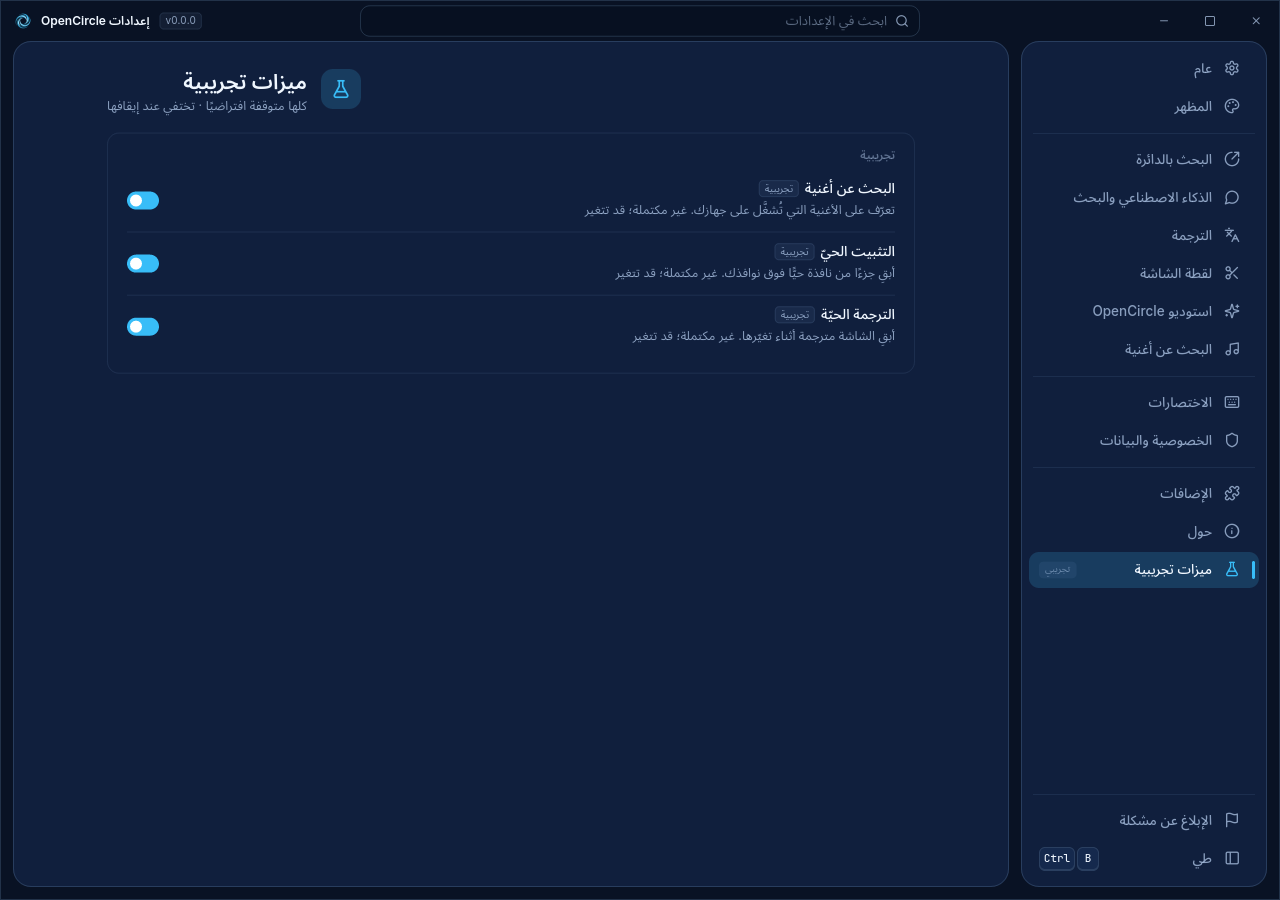 إعدادات OpenCircle v0.0.0
ابحث في الإعدادات
عام
المظهر
البحث بالدائرة
الذكاء الاصطناعي والبحث
الترجمة
لقطة الشاشة
استوديو OpenCircle
البحث عن أغنية
الاختصارات
الخصوصية والبيانات
الإضافات
حول
ميزات تجريبية تجريبي
الإبلاغ عن مشكلة
طي Ctrl B
ميزات تجريبية
كلها متوقفة افتراضيًا · تختفي عند إيقافها
تجريبية
البحث عن أغنية تجريبية
تعرّف على الأغنية التي تُشغَّل على جهازك. غير مكتملة؛ قد تتغير
التثبيت الحيّ تجريبية
أبقِ جزءًا من نافذة حيًّا فوق نوافذك. غير مكتملة؛ قد تتغير
الترجمة الحيّة تجريبية
أبقِ الشاشة مترجمة أثناء تغيّرها. غير مكتملة؛ قد تتغير